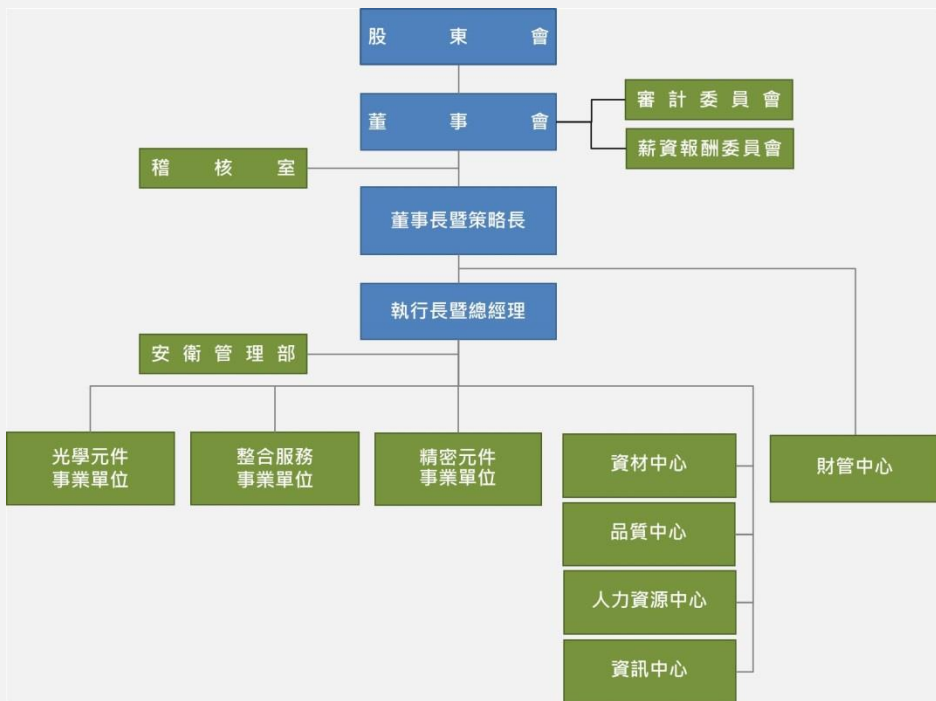 股東會
董事會
審計委員會
薪資報酬委員會
稽核室
董事長暨策略長
執行長暨總經理
安衛管理部
光學元件
事業單位
整合服務
事業單位
精密元件
事業單位
資材中心
財管中心
品質中心
人力資源中心
資訊中心